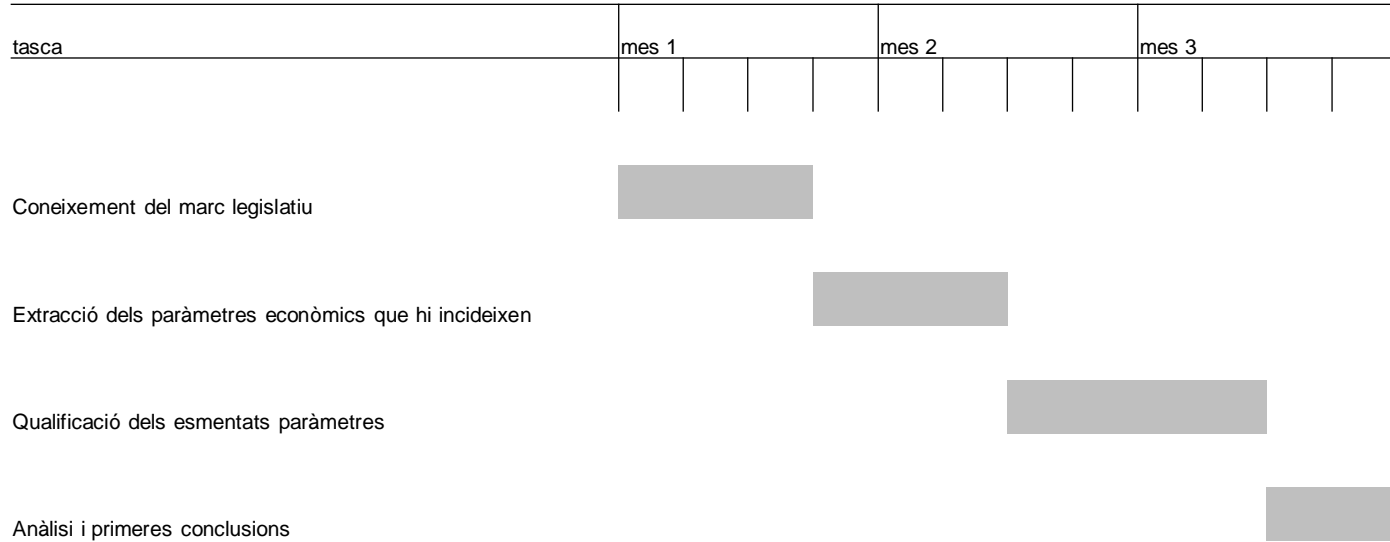 tasca mes 1 mes 2 mes 3
Coneixement del marc legislatiu
Extracció dels paràmetres econòmics que hi incideixen
Qualificació dels esmentats paràmetres
Anàlisi i primeres conclusions